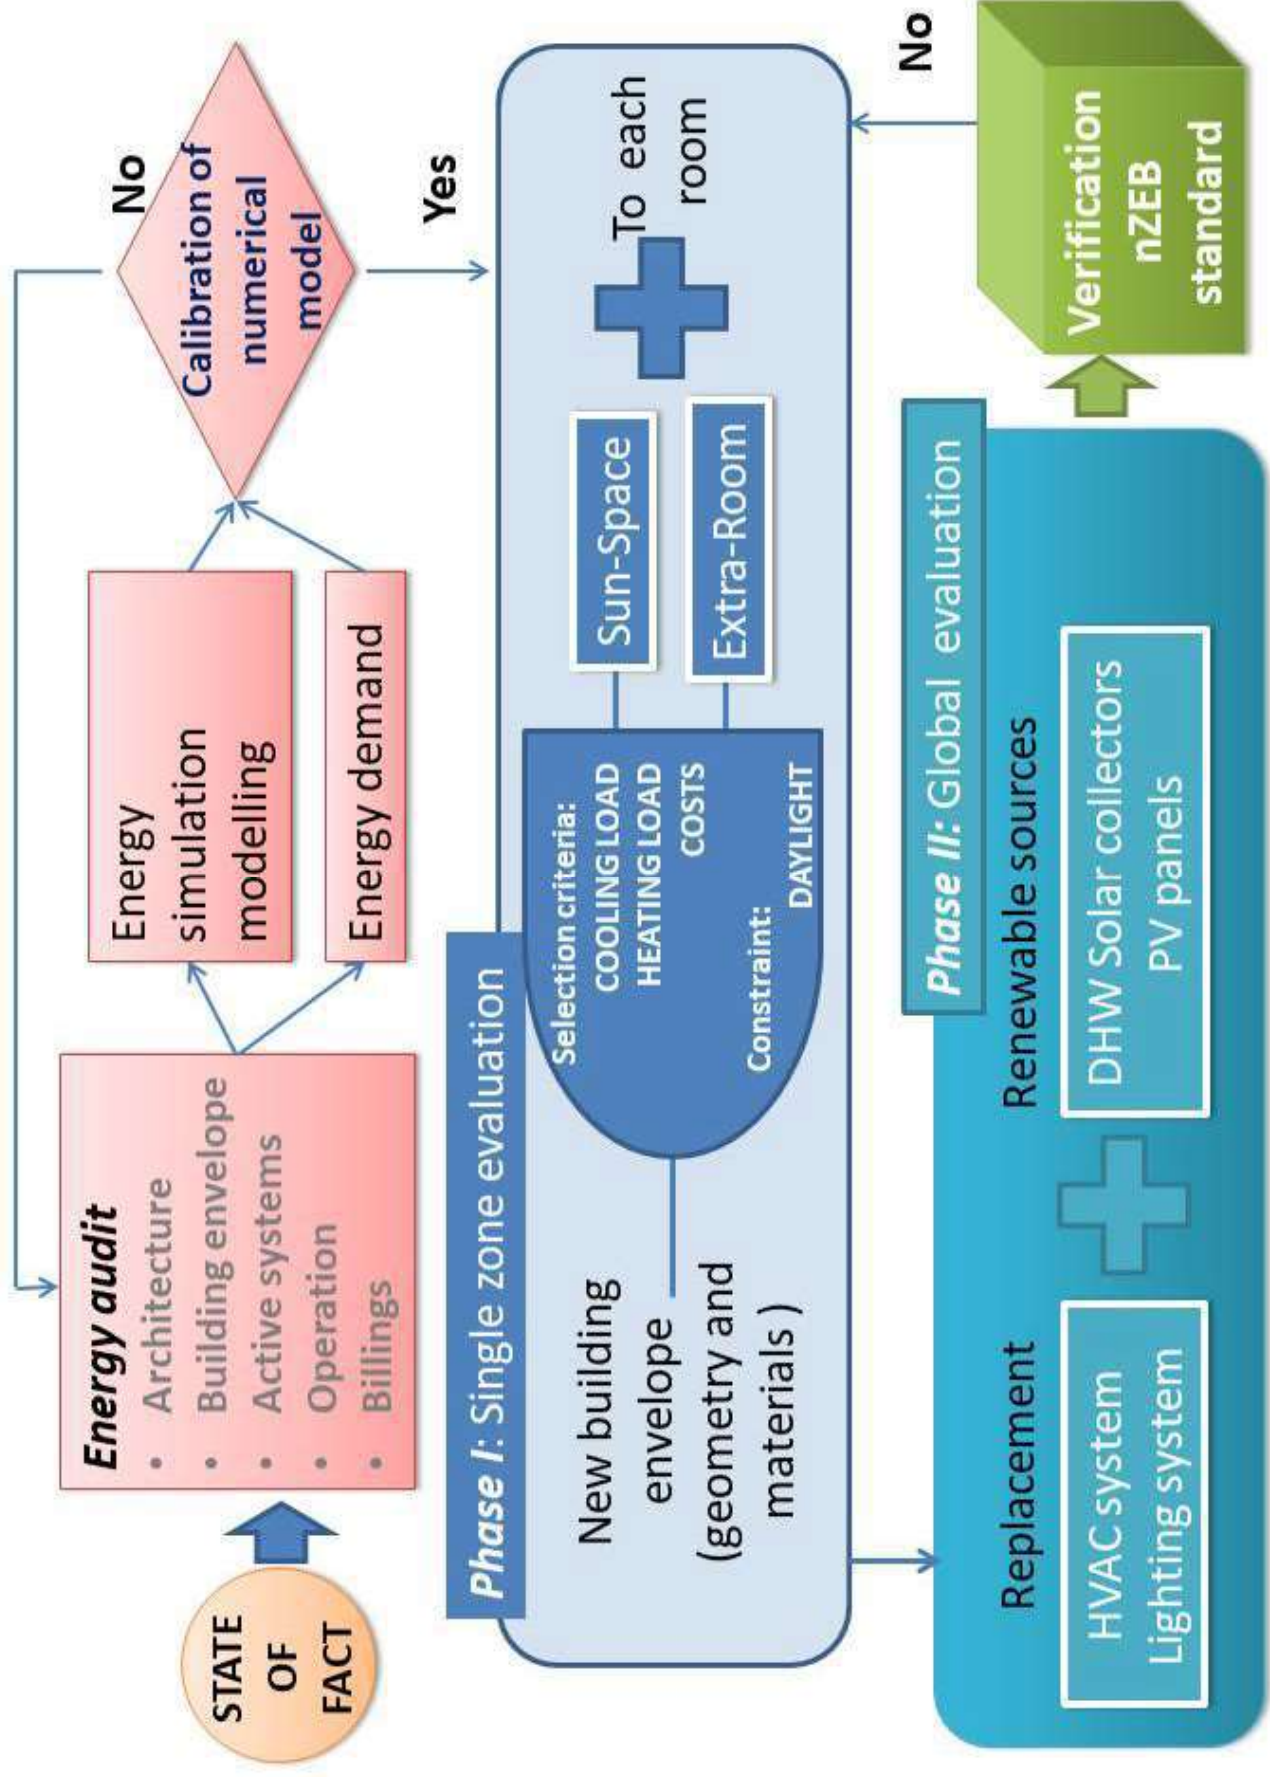 STATE
OF
FACT
Energy audit
• Architecture
• Building envelope
• Active systems
• Operation
• Billings
Energy
simulation
modelling
Energy demand
No
Calibration of
numerical
model
Yes
Phase I: Single zone evaluation
New building
envelope
(geometry and
materials )
Selection criteria:
COOLING LOAD
HEATING LOAD
COSTS
Constraint:
DAYLIGHT
Sun-Space
Extra-Room
To each
room
No
Phase II: Global evaluation
Replacement
HVAC system
Lighting system
Renewable sources
DHW Solar collectors
PV panels
Verification
nZEB
standard